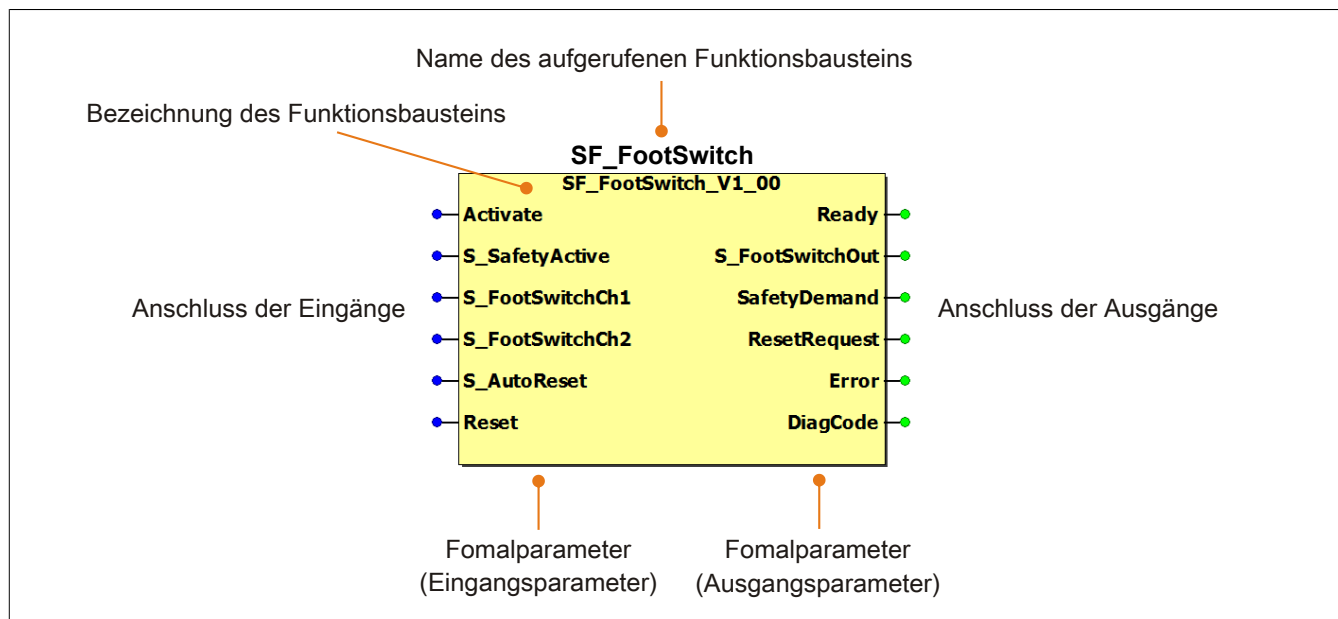 Name des aufgerufenen Funktionsbausteins
Bezeichnung des Funktionsbausteins
SF_FootSwitch
SF_FootSwitch_V1_00
Activate
Ready
S_SafetyActive
S_FootSwitchOut
Anschluss der Eingänge
S_FootSwitchCh1
SafetyDemand
Anschluss der Ausgänge
S_FootSwitchCh2
ResetRequest
S_AutoReset
Error
Reset
DiagCode
Fomalparameter
(Eingangsparameter)
Fomalparameter
(Ausgangsparameter)